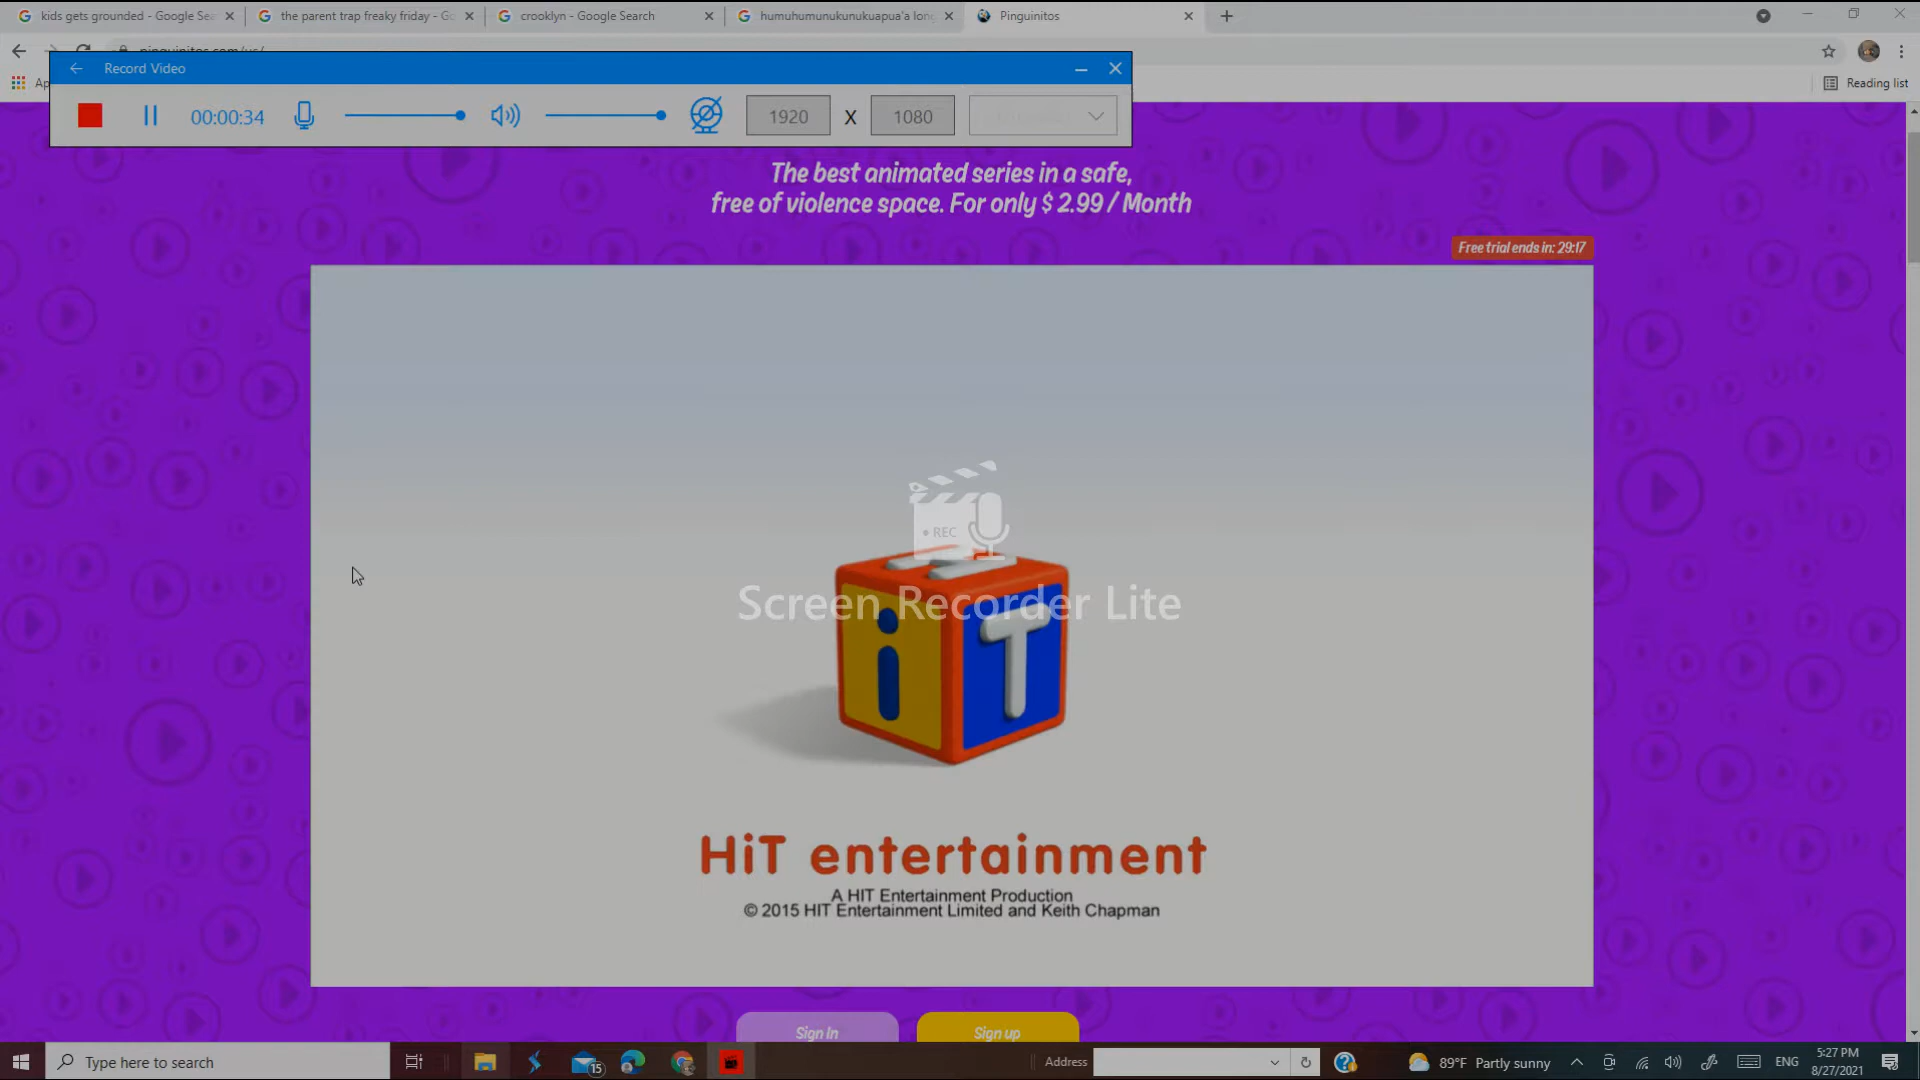 kids gets grounded - Google Sea
the parent trap freaky friday - Go
crooklyn - Google Search
humuhumunukunukuapua'a long
Pinguinitos
Record Video
Reading list
00:00:34
1920
X
1080
The best animated series in a safe,
free of violence space. For only $ 2.99 / Month
Free trial ends in: 29:17
REC
Screen Recorder Lite
i
T
HiT entertainment
A HIT Entertainment Production
© 2015 HIT Entertainment Limited and Keith Chapman
Sign In
Sign up
Type here to search
15
Address
89°F Partly sunny
ENG
5:27 PM
8/27/2021